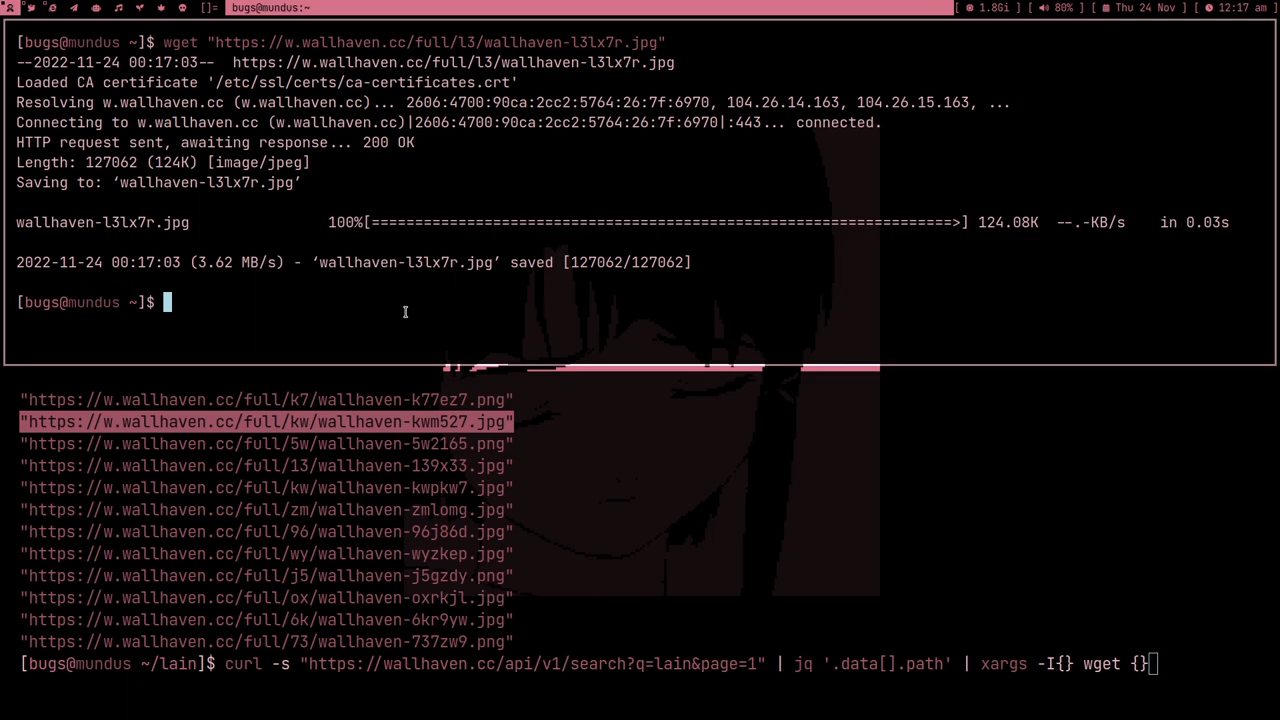 []= bugs@mundus:~ [ 1.8Gi] [ 80% ] [ Thu 24 Nov ] [ 12:17 am ]
[bugs@mundus ~]$ wget "https://w.wallhaven.cc/full/l3/wallhaven-l3lx7r.jpg"
--2022-11-24 00:17:03--  https://w.wallhaven.cc/full/l3/wallhaven-l3lx7r.jpg
Loaded CA certificate '/etc/ssl/certs/ca-certificates.crt'
Resolving w.wallhaven.cc (w.wallhaven.cc)... 2606:4700:90ca:2cc2:5764:26:7f:6970, 104.26.14.163, 104.26.15.163, ...
Connecting to w.wallhaven.cc (w.wallhaven.cc)|2606:4700:90ca:2cc2:5764:26:7f:6970|:443... connected.
HTTP request sent, awaiting response... 200 OK
Length: 127062 (124K) [image/jpeg]
Saving to: ‘wallhaven-l3lx7r.jpg’
wallhaven-l3lx7r.jpg                100%[===================================================================>] 124.08K  --.-KB/s    in 0.03s
2022-11-24 00:17:03 (3.62 MB/s) - ‘wallhaven-l3lx7r.jpg’ saved [127062/127062]
[bugs@mundus ~]$
"https://w.wallhaven.cc/full/k7/wallhaven-k77ez7.png"
"https://w.wallhaven.cc/full/kw/wallhaven-kwm527.jpg"
"https://w.wallhaven.cc/full/5w/wallhaven-5w2165.png"
"https://w.wallhaven.cc/full/13/wallhaven-139x33.jpg"
"https://w.wallhaven.cc/full/kw/wallhaven-kwpkw7.jpg"
"https://w.wallhaven.cc/full/zm/wallhaven-zmlomg.jpg"
"https://w.wallhaven.cc/full/96/wallhaven-96j86d.jpg"
"https://w.wallhaven.cc/full/wy/wallhaven-wyzkep.jpg"
"https://w.wallhaven.cc/full/j5/wallhaven-j5gzdy.png"
"https://w.wallhaven.cc/full/ox/wallhaven-oxrkjl.jpg"
"https://w.wallhaven.cc/full/6k/wallhaven-6kr9yw.jpg"
"https://w.wallhaven.cc/full/73/wallhaven-737zw9.png"
[bugs@mundus ~/lain]$ curl -s "https://wallhaven.cc/api/v1/search?q=lain&page=1" | jq '.data[].path' | xargs -I{} wget {}